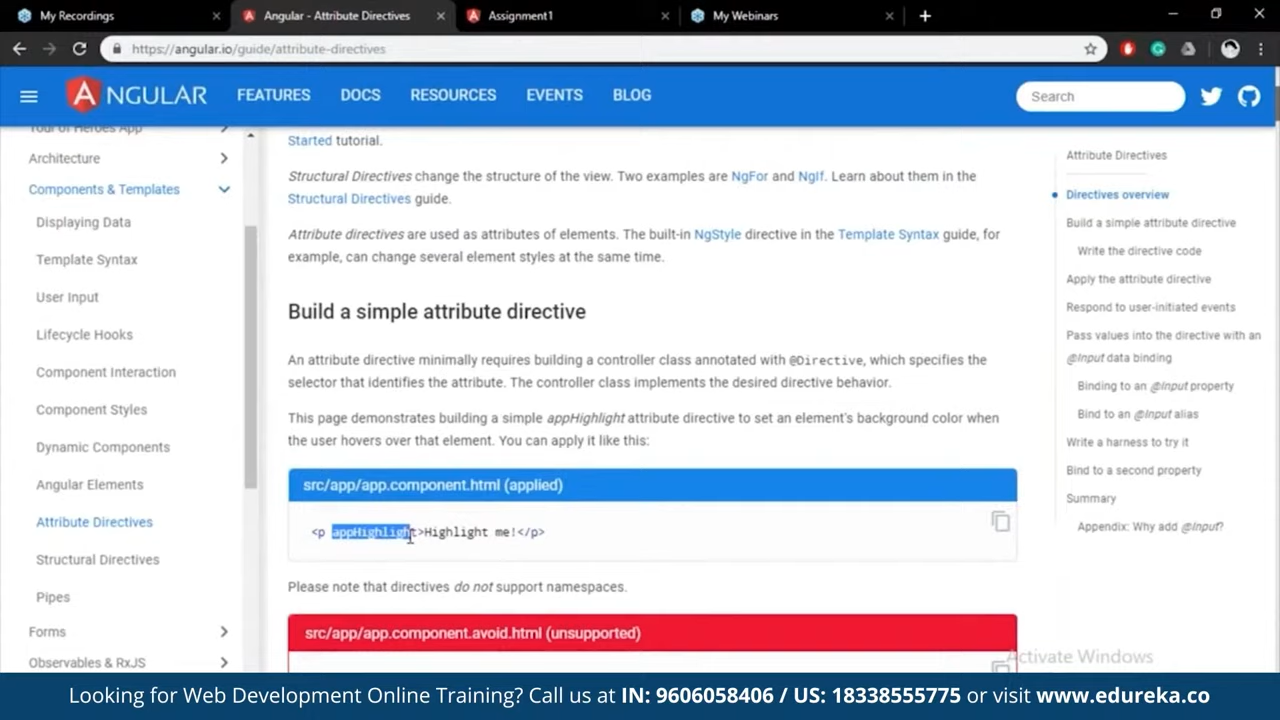 My Recordings
Angular - Attribute Directives
Assignment1
My Webinars
https://angular.io/guide/attribute-directives
ANGULAR
FEATURES
DOCS
RESOURCES
EVENTS
BLOG
Search
Tour of Heroes App
Architecture
Components & Templates
Displaying Data
Template Syntax
User Input
Lifecycle Hooks
Component Interaction
Component Styles
Dynamic Components
Angular Elements
Attribute Directives
Structural Directives
Pipes
Forms
Observables & RxJS
Started tutorial.
Structural Directives change the structure of the view. Two examples are NgFor and NgIf. Learn about them in the
Structural Directives guide.
Attribute directives are used as attributes of elements. The built-in NgStyle directive in the Template Syntax guide, for
example, can change several element styles at the same time.
Build a simple attribute directive
An attribute directive minimally requires building a controller class annotated with @Directive, which specifies the
selector that identifies the attribute. The controller class implements the desired directive behavior.
This page demonstrates building a simple appHighlight attribute directive to set an element's background color when
the user hovers over that element. You can apply it like this:
src/app/app.component.html (applied)
<p appHighlight>Highlight me!</p>
Please note that directives do not support namespaces.
src/app/app.component.avoid.html (unsupported)
Attribute Directives
Directives overview
Build a simple attribute directive
Write the directive code
Apply the attribute directive
Respond to user-initiated events
Pass values into the directive with an
@Input data binding
Binding to an @Input property
Bind to an @Input alias
Write a harness to try it
Bind to a second property
Summary
Appendix: Why add @Input?
Activate Windows
Looking for Web Development Online Training? Call us at IN: 9606058406 / US: 18338555775 or visit www.edureka.co